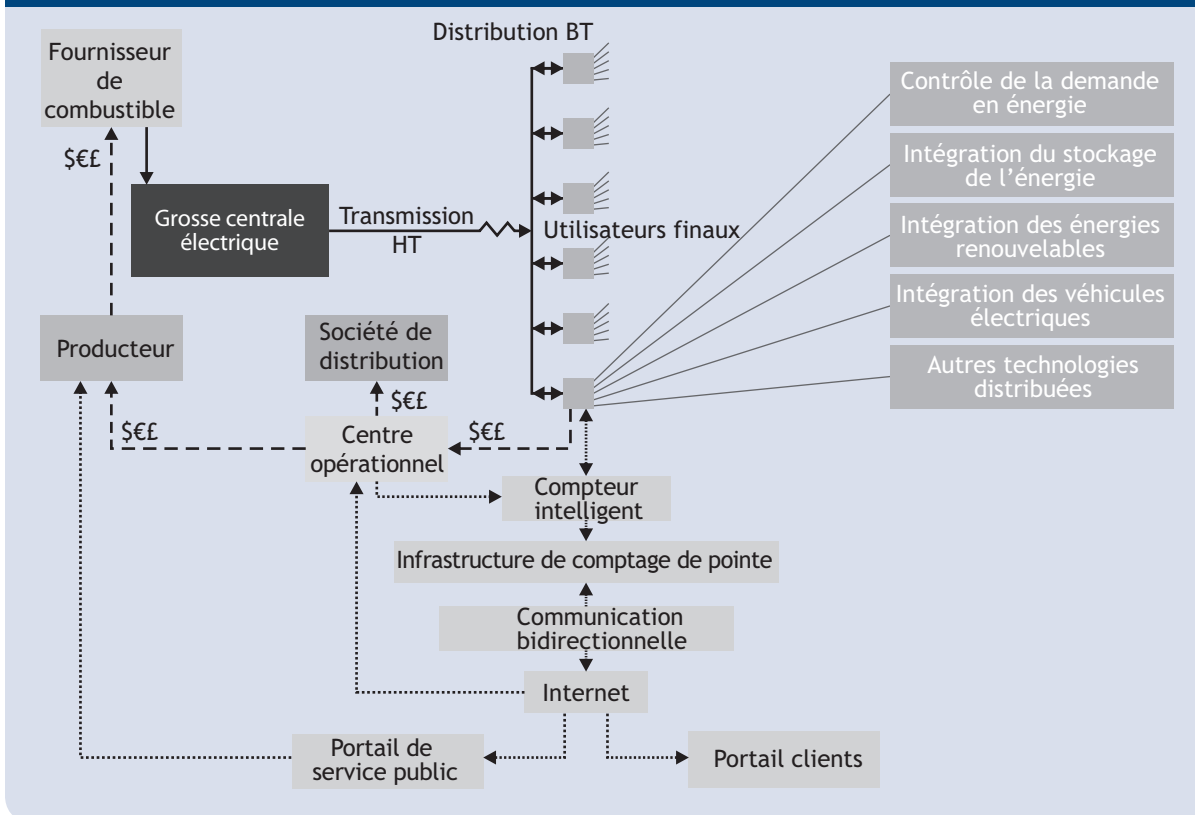 Distribution BT
Fournisseur
de
combustible
$€£
Grosse centrale
électrique
Transmission
HT
Utilisateurs finaux
Contrôle de la demande
en énergie
Intégration du stockage
de l'énergie
Intégration des énergies
renouvelables
Intégration des véhicules
électriques
Autres technologies
distribuées
Producteur
Société de
distribution
$€£
$€£
$€£
Centre
opérationnel
Compteur
intelligent
Infrastructure de comptage de pointe
Communication
bidirectionnelle
Internet
Portail de
service public
Portail clients